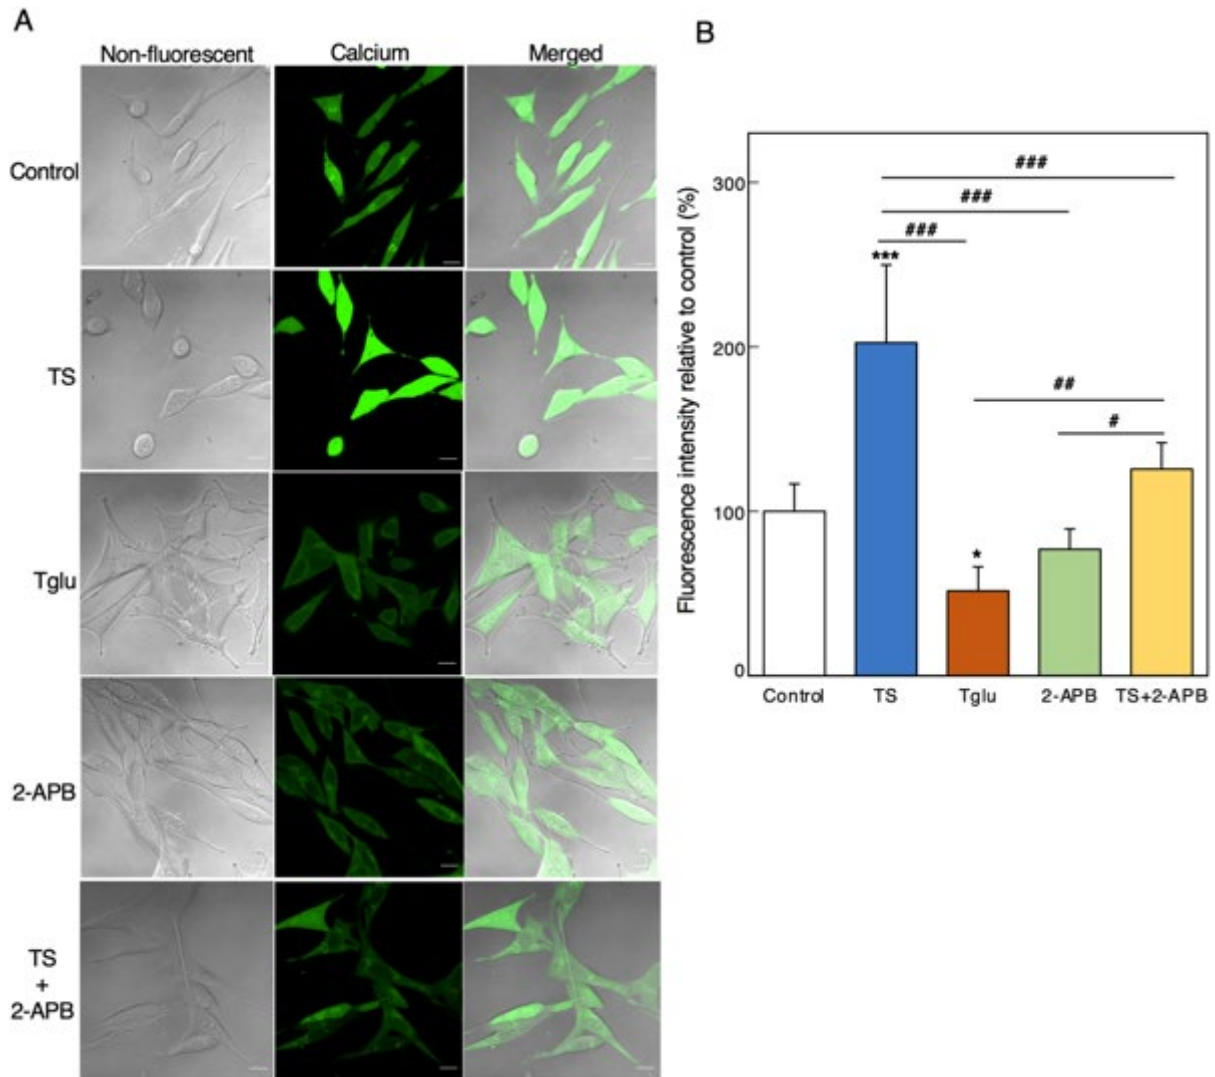 A
Non-fluorescent Calcium Merged
Control
TS
Tglu
2-APB
TS
+
2-APB
B
Fluorescence intensity relative to control (%)
300
200
100
0
###
###
###
***
##
#
*
Control TS Tglu 2-APB TS+2-APB